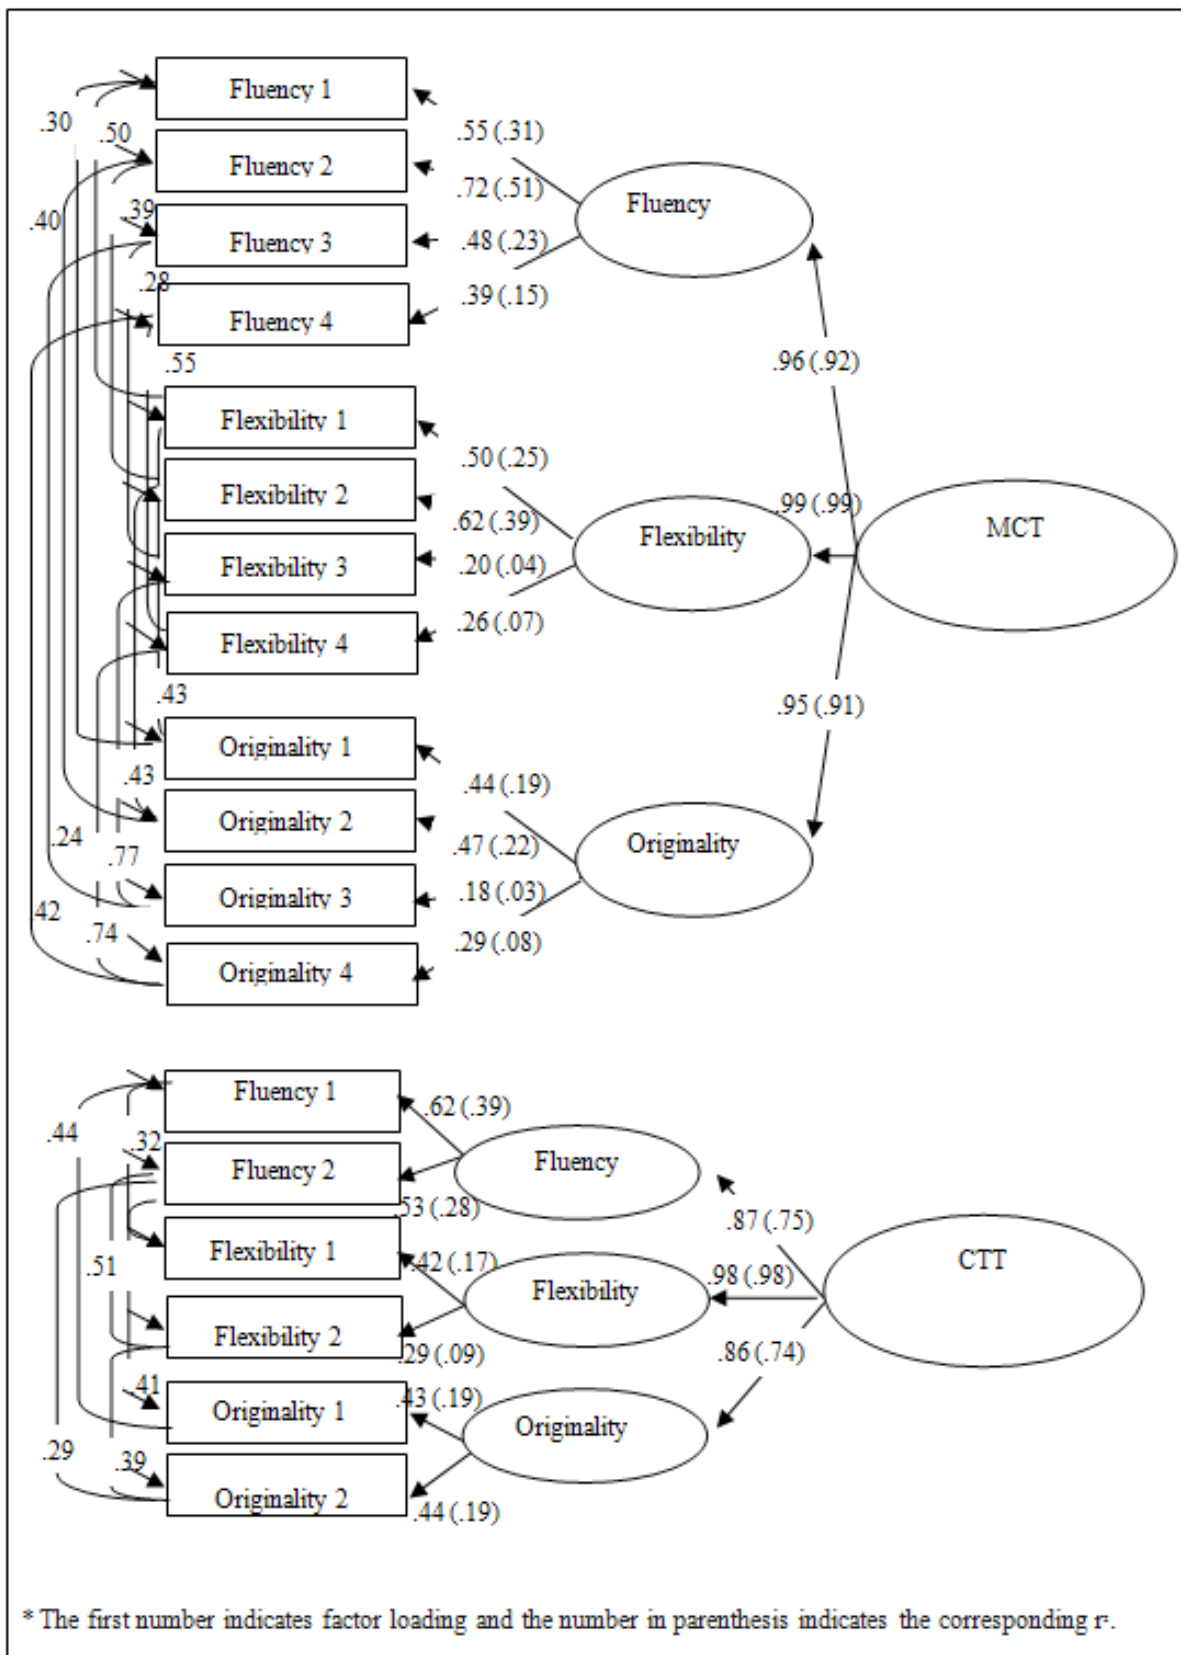 Fluency 1
.30
.50
.55 (.31)
Fluency 2
.72 (.51)
Fluency
.40
.39
Fluency 3
.48 (.23)
.28
.39 (.15)
Fluency 4
.55
.96 (.92)
Flexibility 1
.50 (.25)
Flexibility 2
.62 (.39)
Flexibility
.99 (.99)
MCT
Flexibility 3
.20 (.04)
.26 (.07)
Flexibility 4
.43
.95 (.91)
Originality 1
.43
.44 (.19)
Originality 2
.24
.47 (.22)
Originality
.77
Originality 3
.18 (.03)
.42
.74
.29 (.08)
Originality 4
Fluency 1
.62 (.39)
.44
.32
Fluency 2
Fluency
.53 (.28)
.87 (.75)
Flexibility 1
.42 (.17)
.51
Flexibility
.98 (.98)
CTT
Flexibility 2
.29 (.09)
.86 (.74)
.41
.43 (.19)
Originality 1
Originality
.29
.39
Originality 2
.44 (.19)
* The first number indicates factor loading and the number in parenthesis indicates the corresponding r².